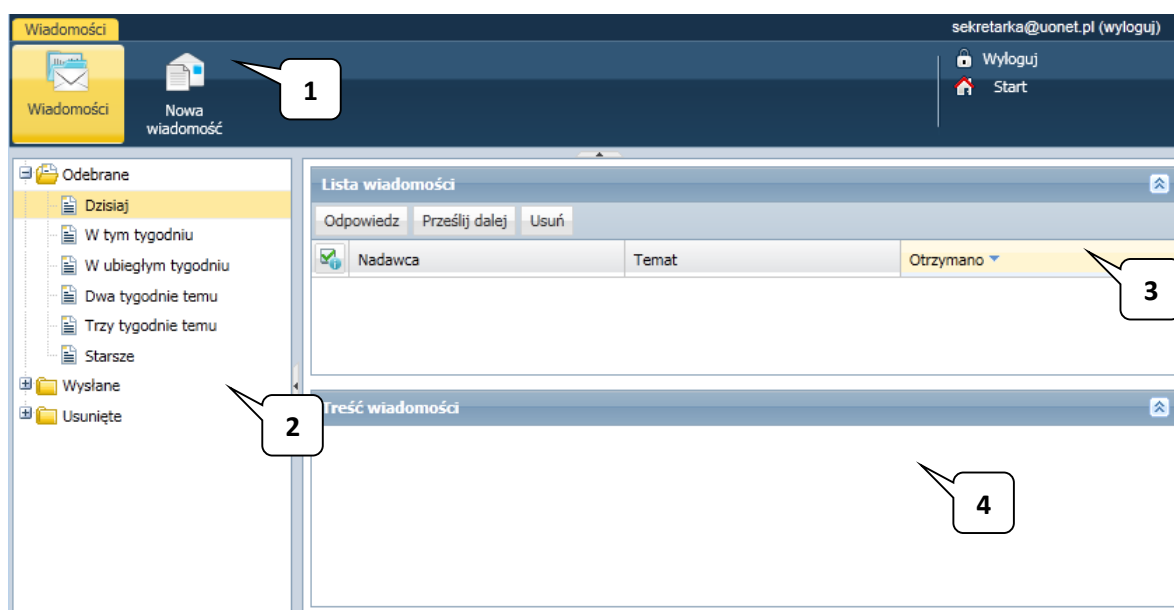 Wiadomości
sekretarka@uonet.pl (wyloguj)
Wiadomości
Nowa
wiadomość
1
Wyloguj
Start
Odebrane
Dzisiaj
W tym tygodniu
W ubiegłym tygodniu
Dwa tygodnie temu
Trzy tygodnie temu
Starsze
Wysłane
Usunięte
2
Lista wiadomości
Odpowiedz Prześlij dalej Usuń
Nadawca Temat Otrzymano
3
Treść wiadomości
4